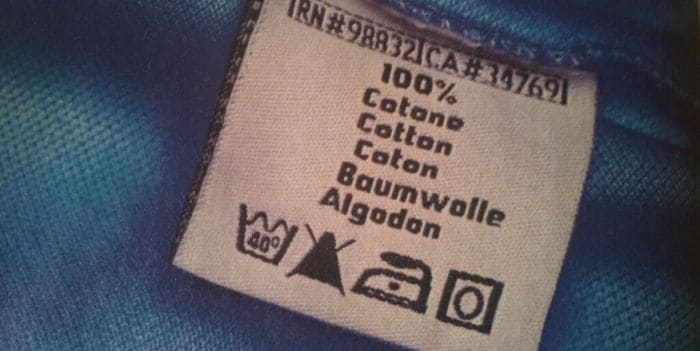 RN#98832 CA#34769
100%
Cotone
Cotton
Coton
Baumwolle
Algodon
40°